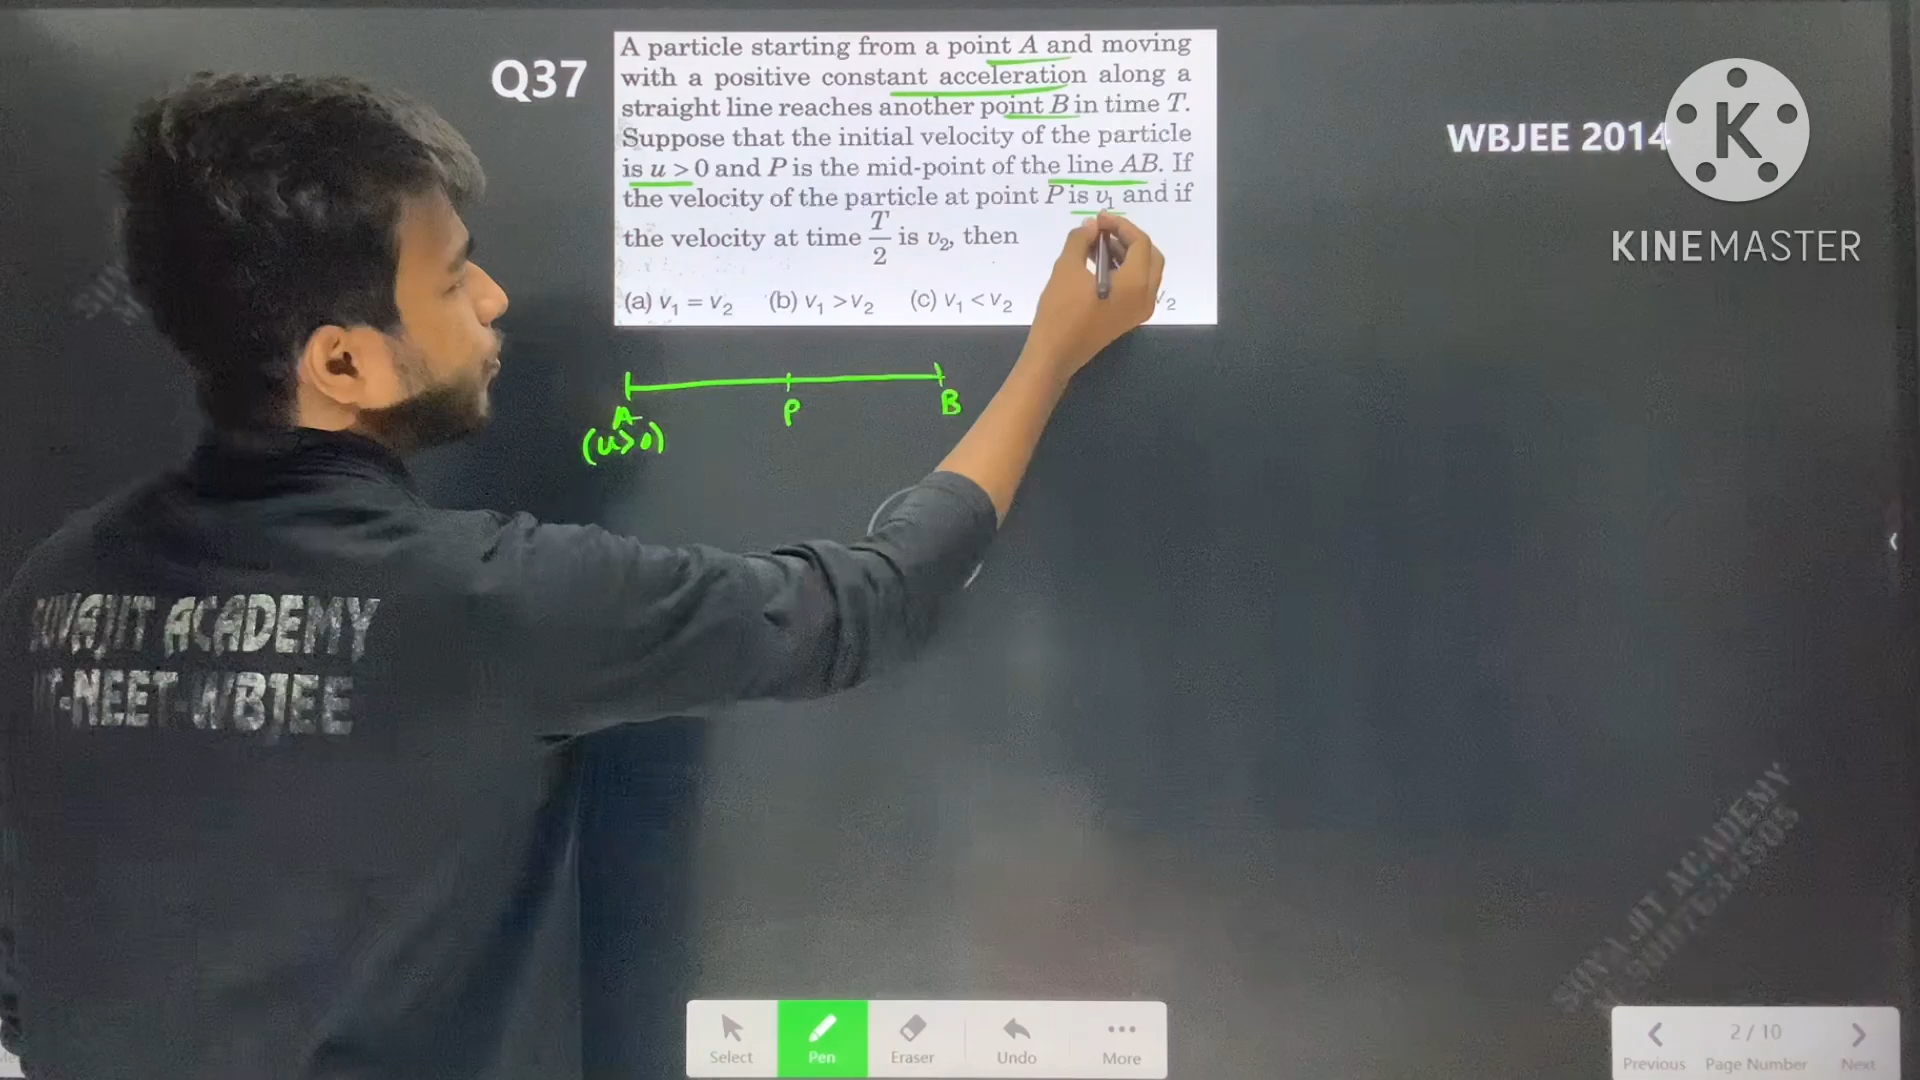 Q37
A particle starting from a point A and moving
with a positive constant acceleration along a
straight line reaches another point B in time T.
Suppose that the initial velocity of the particle
is u > 0 and P is the mid-point of the line AB. If
the velocity of the particle at point P is v₁ and if
the velocity at time T/2 is v₂, then
(a) v₁ = v₂ (b) v₁ > v₂ (c) v₁ < v₂ v₂
WBJEE 2014
K
KINEMASTER
A P B
(u>0)
ACADEMY
-NEET-WBJEE
ACADEMY
Select Pen Eraser Undo More
2 / 10
Previous Page Number Next